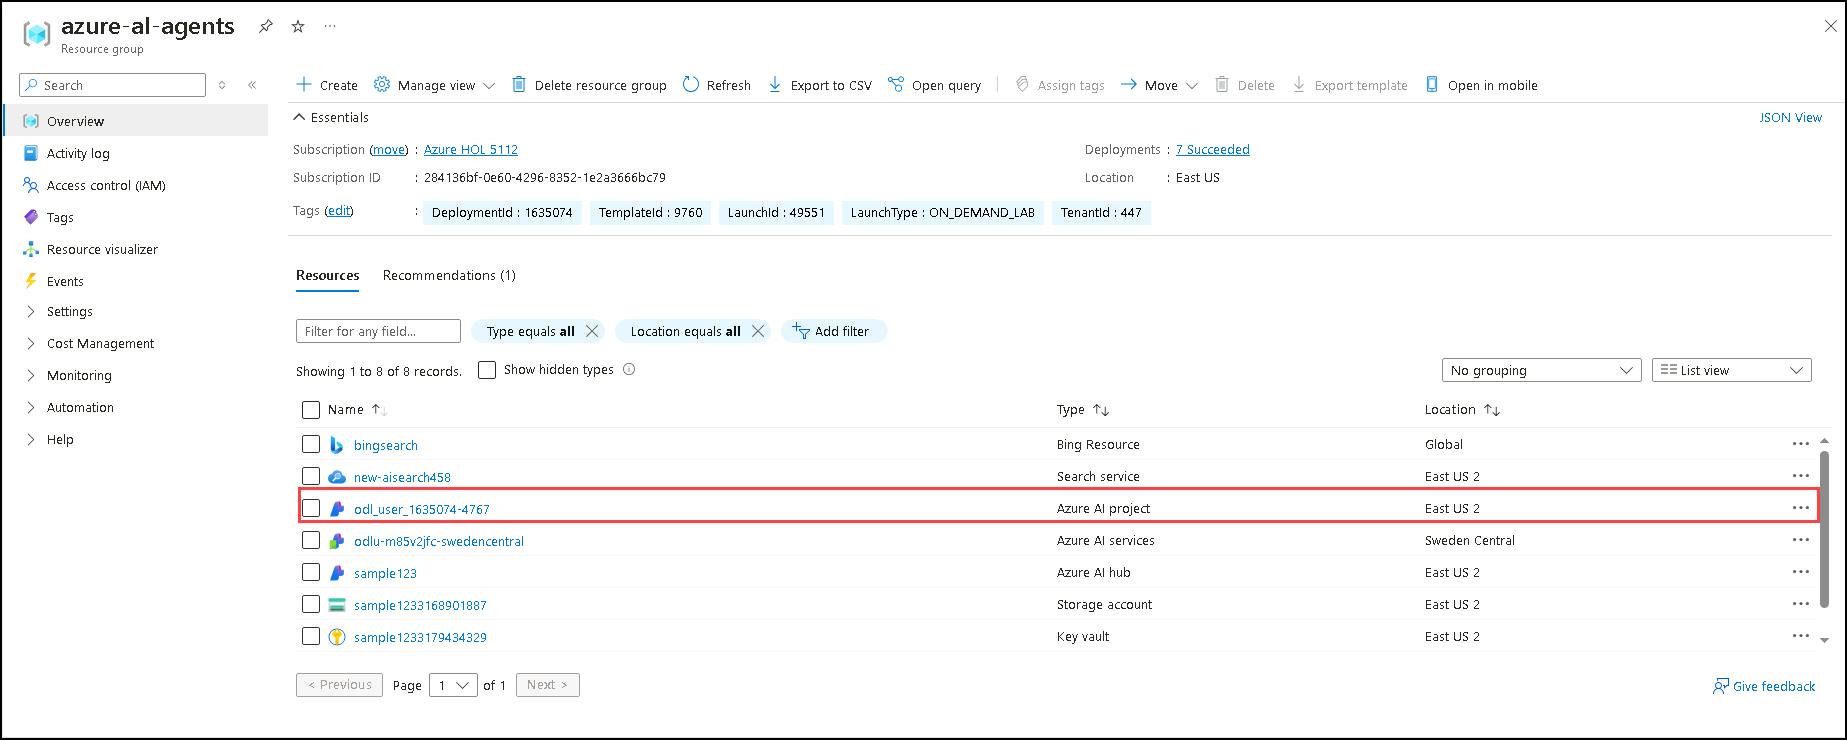 azure-al-agents
Resource group
Search
Create Manage view Delete resource group Refresh Export to CSV Open query Assign tags Move Delete Export template Open in mobile
Overview
Activity log
Access control (IAM)
Tags
Resource visualizer
Events
Settings
Cost Management
Monitoring
Automation
Help
Essentials JSON View
Subscription (move) : Azure HOL 5112 Deployments : 7 Succeeded
Subscription ID : 284136bf-0e60-4296-8352-1e2a3666bc79 Location : East US
Tags (edit) : DeploymentId : 1635074 TemplateId : 9760 LaunchId : 49551 LaunchType : ON_DEMAND_LAB TenantId : 447
Resources Recommendations (1)
Filter for any field... Type equals all Location equals all Add filter
Showing 1 to 8 of 8 records. Show hidden types No grouping List view
Name Type Location
bingsearch Bing Resource Global
new-aisearch458 Search service East US 2
odl_user_1635074-4767 Azure AI project East US 2
odlu-m85v2jfc-swedencentral Azure AI services Sweden Central
sample123 Azure AI hub East US 2
sample1233168901887 Storage account East US 2
sample1233179434329 Key vault East US 2
< Previous Page 1 of 1 Next > Give feedback